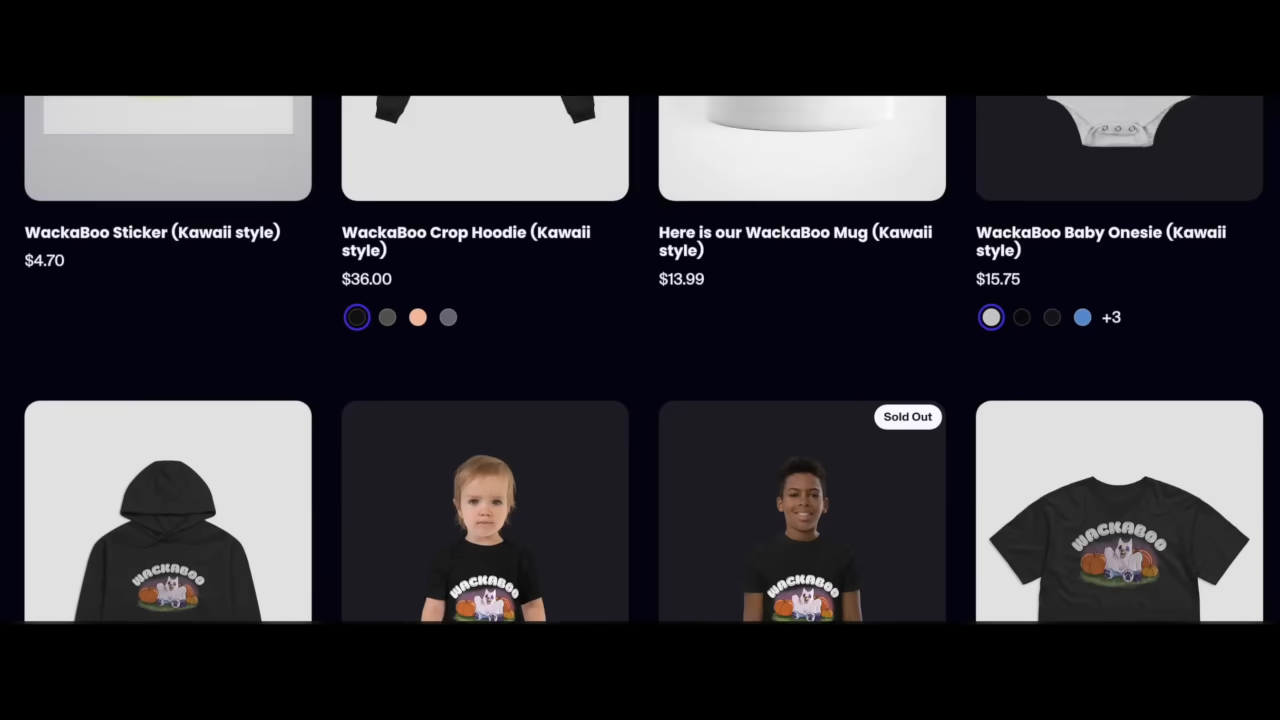 WackaBoo Sticker (Kawaii style)
$4.70
WackaBoo Crop Hoodie (Kawaii
style)
$36.00
Here is our WackaBoo Mug (Kawaii
style)
$13.99
WackaBoo Baby Onesie (Kawaii
style)
$15.75
+3
Sold Out
WACKABOO
WACKABOO
WACKABOO
WACKABOO